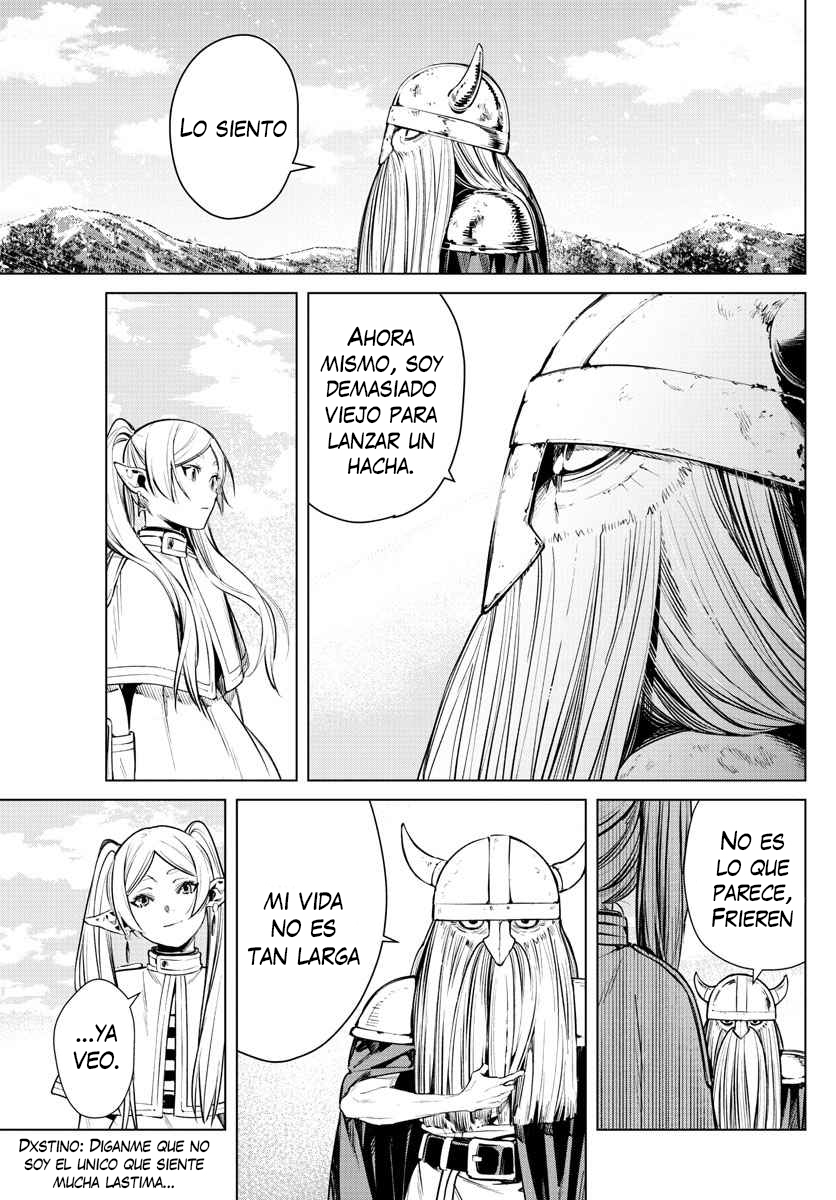 Lo siento
Ahora
mismo, soy
demasiado
viejo para
lanzar un
hacha.
No es
lo que
parece,
Frieren
mi vida
no es
tan larga
...ya
veo.
Dxstino: Diganme que no
soy el unico que siente
mucha lastima...